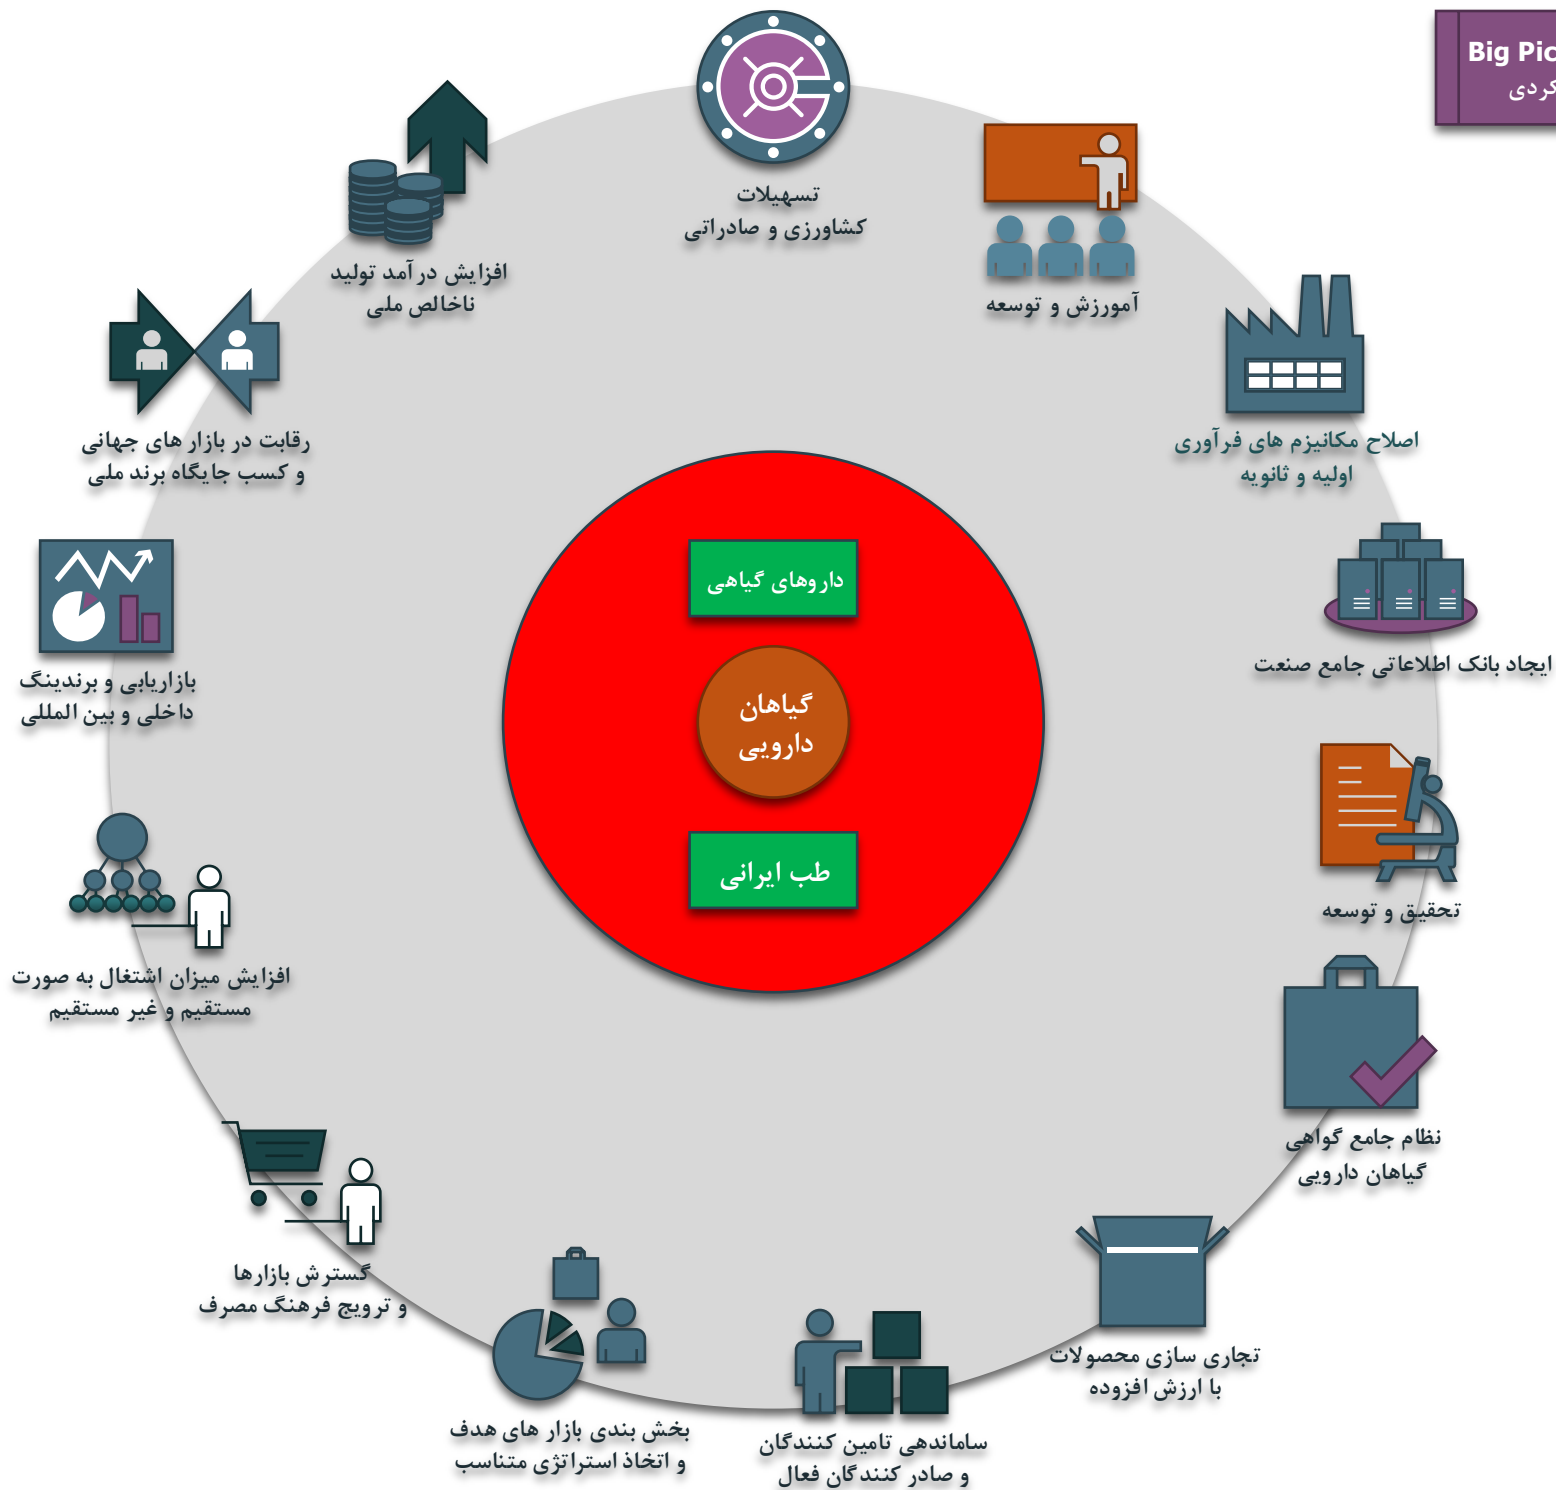 Big Pic
کردی
تسهیلات
کشاورزی و صادراتی
آموزش و توسعه
اصلاح مکانیزم های فرآوری
اولیه و ثانویه
ایجاد بانک اطلاعاتی جامع صنعت
تحقیق و توسعه
نظام جامع گواهی
گیاهان دارویی
تجاری سازی محصولات
با ارزش افزوده
ساماندهی تامین کنندگان
و صادر کنندگان فعال
بخش بندی بازار های هدف
و اتخاذ استراتژی متناسب
گسترش بازارها
و ترویج فرهنگ مصرف
افزایش میزان اشتغال به صورت
مستقیم و غیر مستقیم
بازاریابی و برندینگ
داخلی و بین المللی
رقابت در بازار های جهانی
و کسب جایگاه برند ملی
افزایش درآمد تولید
ناخالص ملی
داروهای گیاهی
گیاهان
دارویی
طب ایرانی